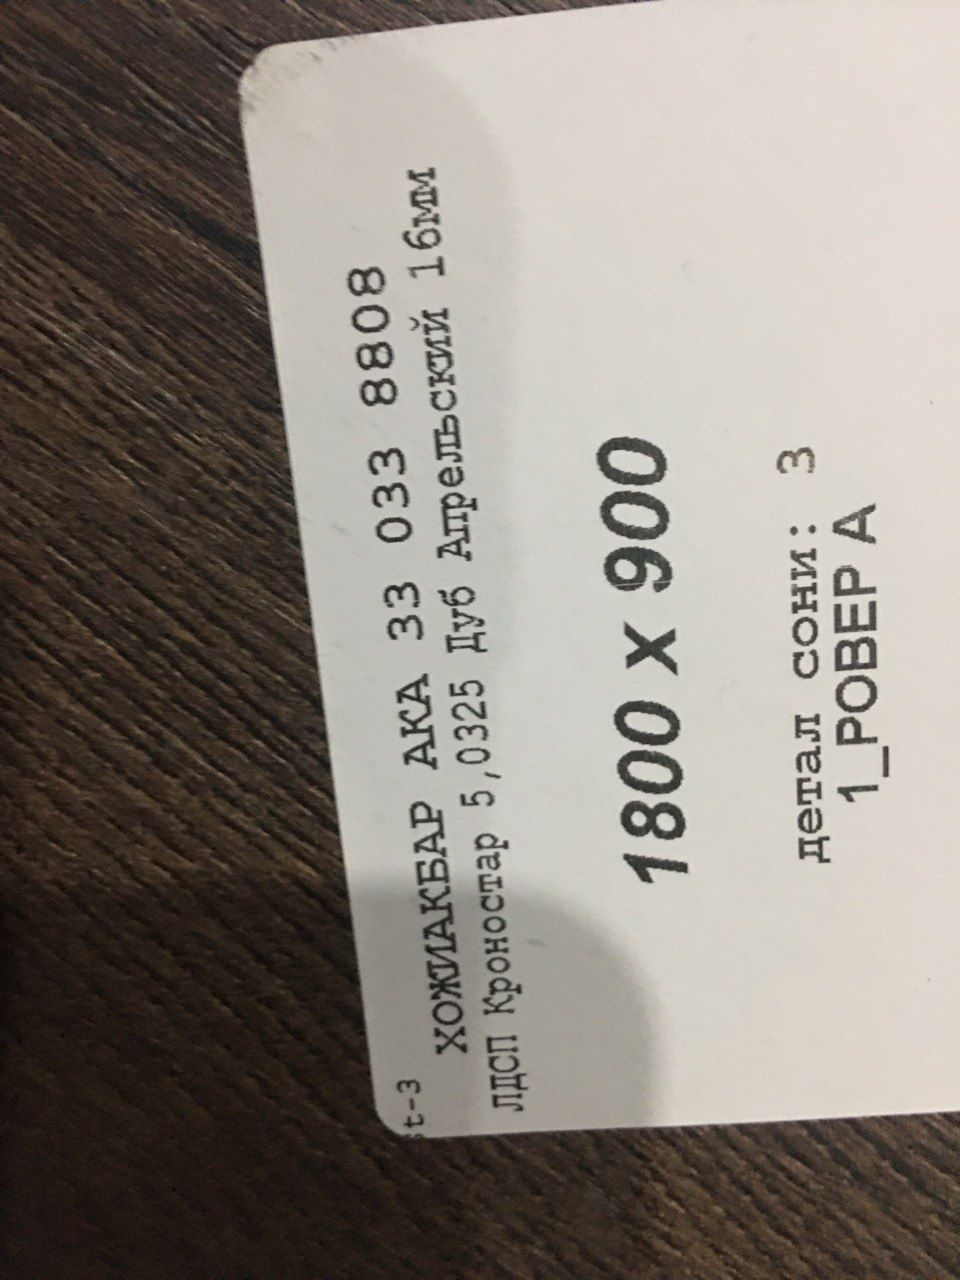 st-3
ХОЖИАКБАР АКА 33 033 8808
ЛДСП Кроностар 5,0325 Дуб Апрельский 16мм
1800 x 900
детал сони: 3
1_РОВЕР А